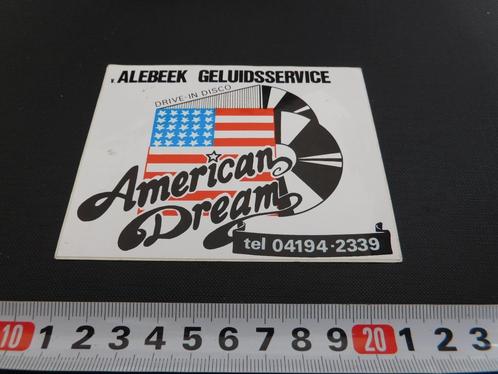 v. ALEBEEK GELUIDSSERVICE
DRIVE-IN DISCO
American
Dream
tel 04194-2339
10 1 2 3 4 5 6 7 8 9 20 1 2 3